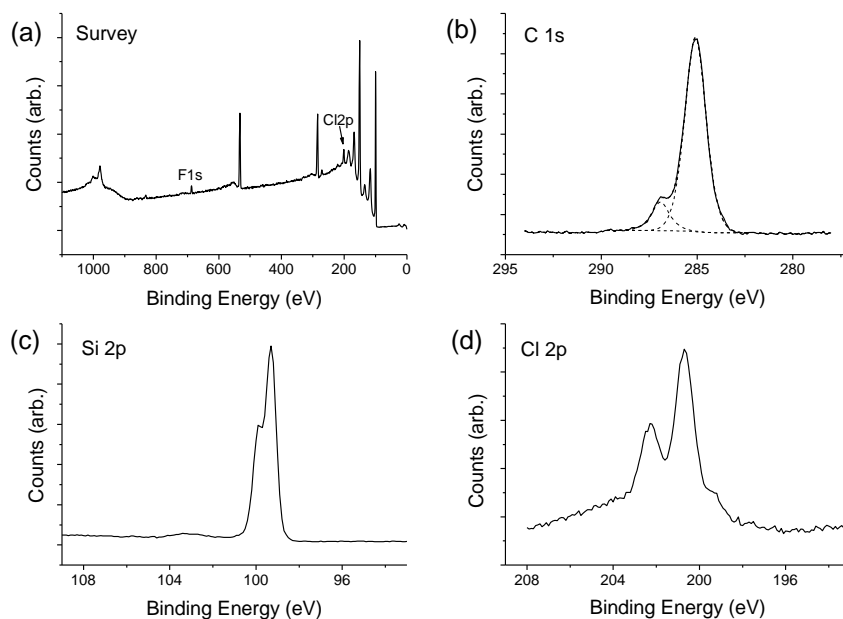 (a) Survey
Counts (arb.)
F1s
Cl2p
1000 800 600 400 200 0
Binding Energy (eV)
(b) C 1s
Counts (arb.)
295 290 285 280
Binding Energy (eV)
(c) Si 2p
Counts (arb.)
108 104 100 96
Binding Energy (eV)
(d) Cl 2p
Counts (arb.)
208 204 200 196
Binding Energy (eV)